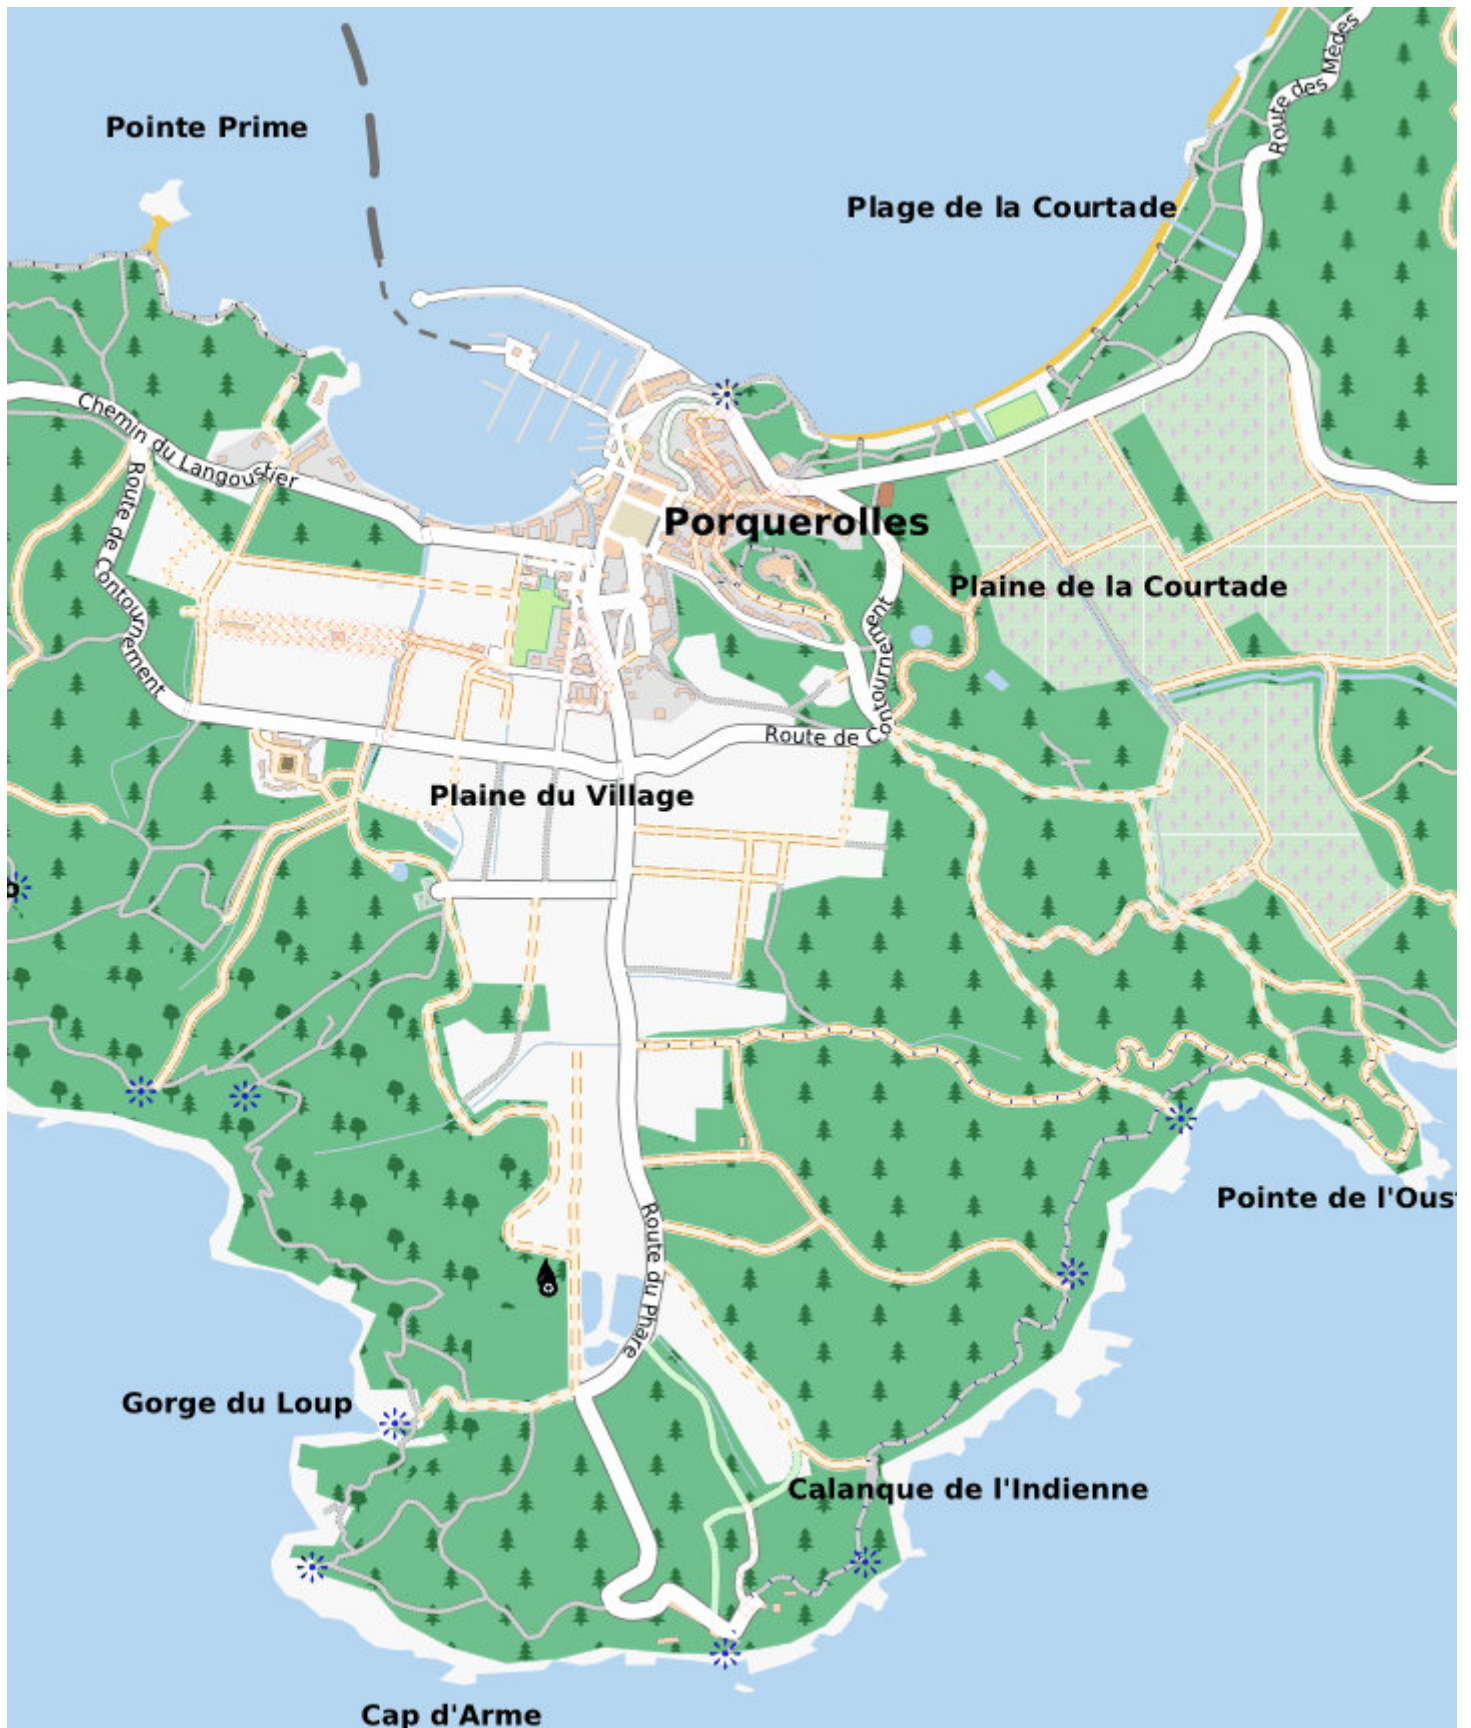 Route des Mèdes
Pointe Prime
Plage de la Courtade
Chemin du Langoustier
Route de Contournement
Porquerolles
Plaine de la Courtade
Route de Contournement
Plaine du Village
Pointe de l'Oust
Route du Phare
Gorge du Loup
Calanque de l'Indienne
Cap d'Arme